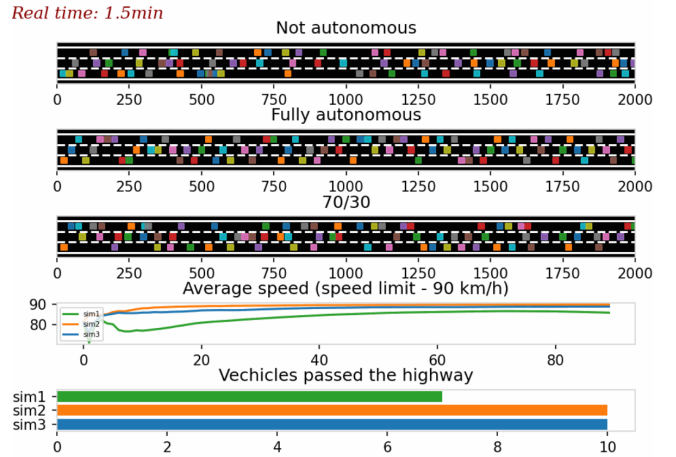 Real time: 1.5min
Not autonomous
0 250 500 750 1000 1250 1500 1750 2000
Fully autonomous
0 250 500 750 1000 1250 1500 1750 2000
70/30
0 250 500 750 1000 1250 1500 1750 2000
Average speed (speed limit - 90 km/h)
90
80
sim1
sim2
sim3
0 20 40 60 80
Vechicles passed the highway
sim1
sim2
sim3
0 2 4 6 8 10